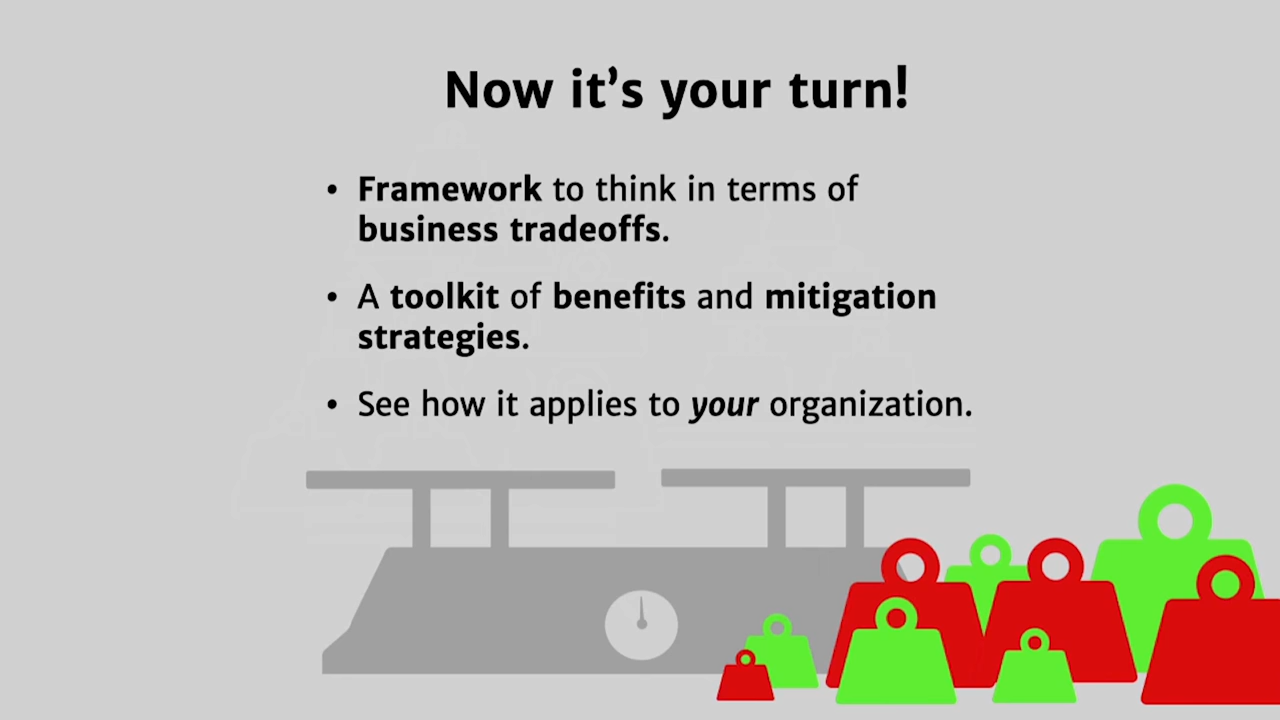 Now it’s your turn!
• Framework to think in terms of
business tradeoffs.
• A toolkit of benefits and mitigation
strategies.
• See how it applies to your organization.